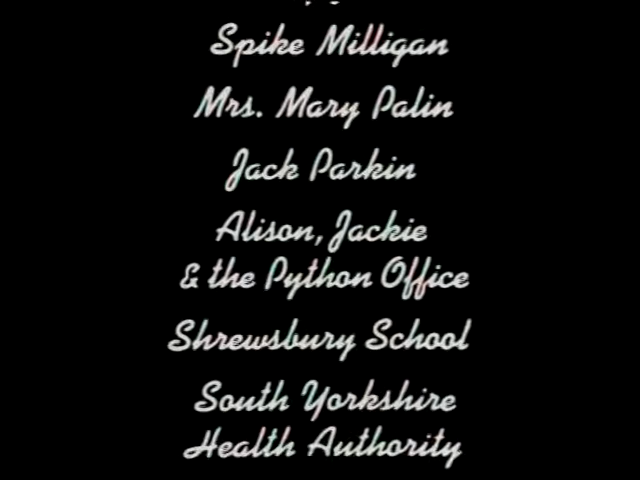 Spike Milligan
Mrs. Mary Palin
Jack Parkin
Alison, Jackie
& the Python Office
Shrewsbury School
South Yorkshire
Health Authority